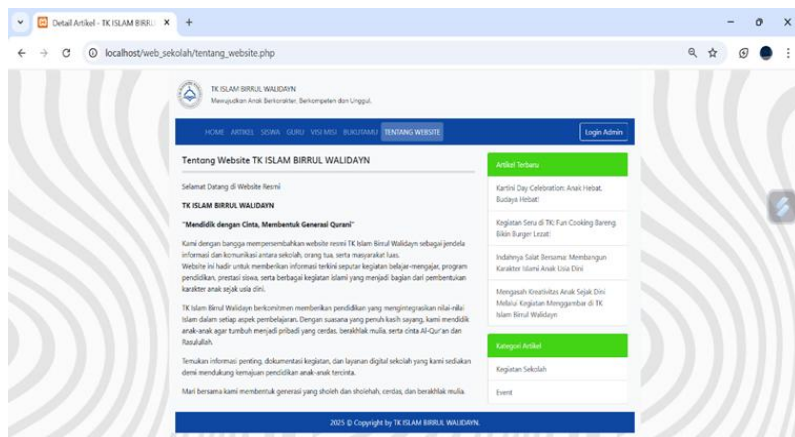 Detail Artikel - TK ISLAM BIRRU
localhost/web_sekolah/tentang_website.php
TK ISLAM BIRRUL WALIDAYN
Mewujudkan Anak Berkarakter, Berkompeten dan Unggul.
HOME ARTIKEL SISWA GURU VISI MISI BUKUTAMU TENTANG WEBSITE Login Admin
Tentang Website TK ISLAM BIRRUL WALIDAYN
Selamat Datang di Website Resmi
TK ISLAM BIRRUL WALIDAYN
"Mendidik dengan Cinta, Membentuk Generasi Qurani"
Kami dengan bangga mempersembahkan website resmi TK Islam Birrul Walidayn sebagai jendela
informasi dan komunikasi antara sekolah, orang tua, serta masyarakat luas.
Website ini hadir untuk memberikan informasi terkini seputar kegiatan belajar-mengajar, program
pendidikan, prestasi siswa, serta berbagai kegiatan islami yang menjadi bagian dari pembentukan
karakter anak sejak usia dini.
TK Islam Birrul Walidayn berkomitmen memberikan pendidikan yang mengintegrasikan nilai-nilai
Islam dalam setiap aspek pembelajaran. Dengan suasana yang penuh kasih sayang, kami mendidik
anak-anak agar tumbuh menjadi pribadi yang cerdas, berakhlak mulia, serta cinta Al-Qur'an dan
Rasulullah.
Temukan informasi penting, dokumentasi kegiatan, dan layanan digital sekolah yang kami sediakan
demi mendukung kemajuan pendidikan anak-anak tercinta.
Mari bersama kami membentuk generasi yang sholeh dan sholehah, cerdas, dan berakhlak mulia.
Artikel Terbaru
Kartini Day Celebration: Anak Hebat,
Budaya Hebat!
Kegiatan Seru di TK: Fun Cooking Bareng
Bikin Burger Lezat!
Indahnya Salat Bersama: Membangun
Karakter Islami Anak Usia Dini
Mengasah Kreativitas Anak Sejak Dini
Melalui Kegiatan Menggambar di TK
Islam Birrul Walidayn
Kategori Artikel
Kegiatan Sekolah
Event
2025 © Copyright by TK ISLAM BIRRUL WALIDAYN.